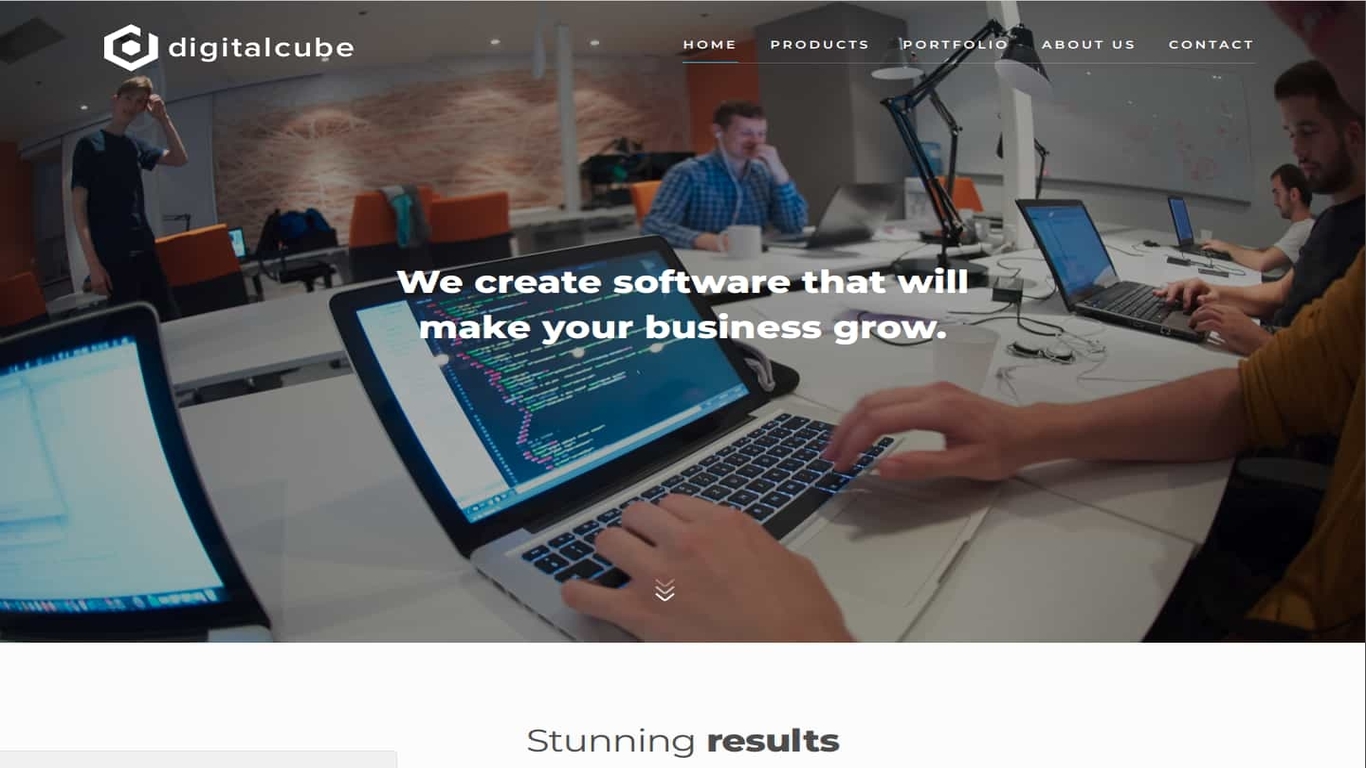 digitalcube
HOME PRODUCTS PORTFOLIO ABOUT US CONTACT
We create software that will
make your business grow.
Stunning results